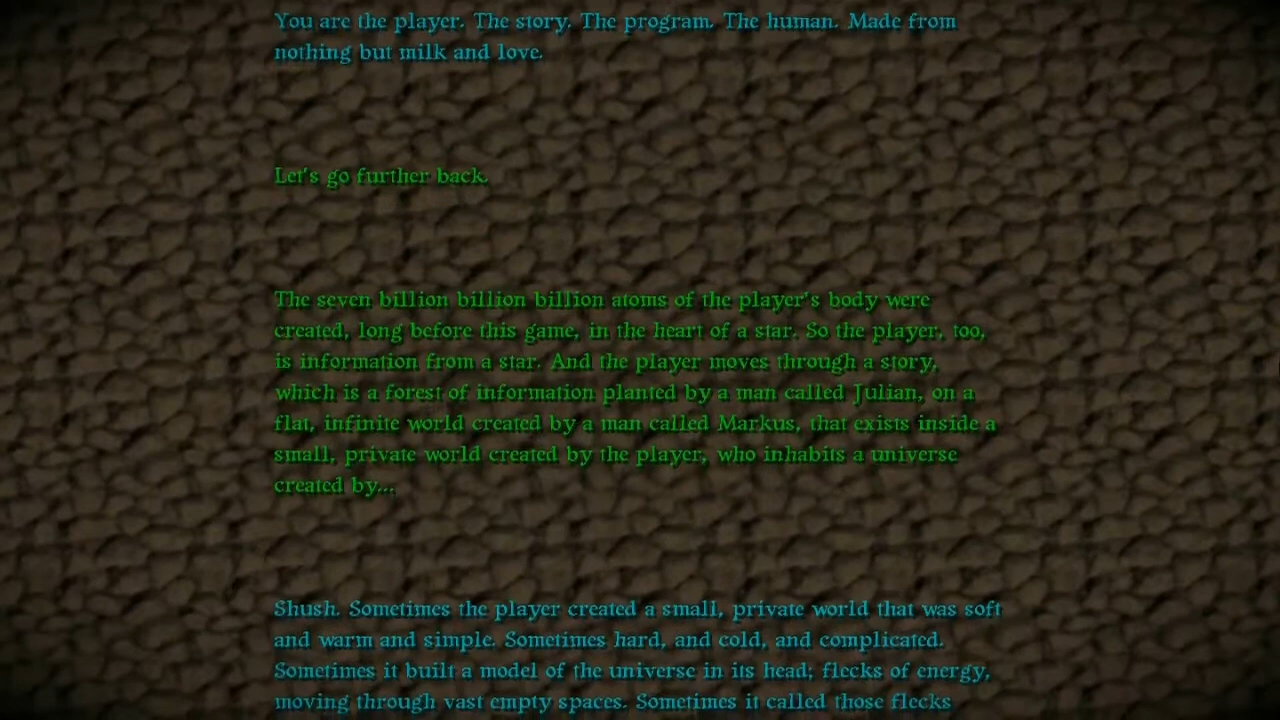 You are the player. The story. The program. The human. Made from
nothing but milk and love.
Let's go further back.
The seven billion billion billion atoms of the player's body were
created, long before this game, in the heart of a star. So the player, too,
is information from a star. And the player moves through a story,
which is a forest of information planted by a man called Julian, on a
flat, infinite world created by a man called Markus, that exists inside a
small, private world created by the player, who inhabits a universe
created by...
Shush. Sometimes the player created a small, private world that was soft
and warm and simple. Sometimes hard, and cold, and complicated.
Sometimes it built a model of the universe in its head; flecks of energy,
moving through vast empty spaces. Sometimes it called those flecks